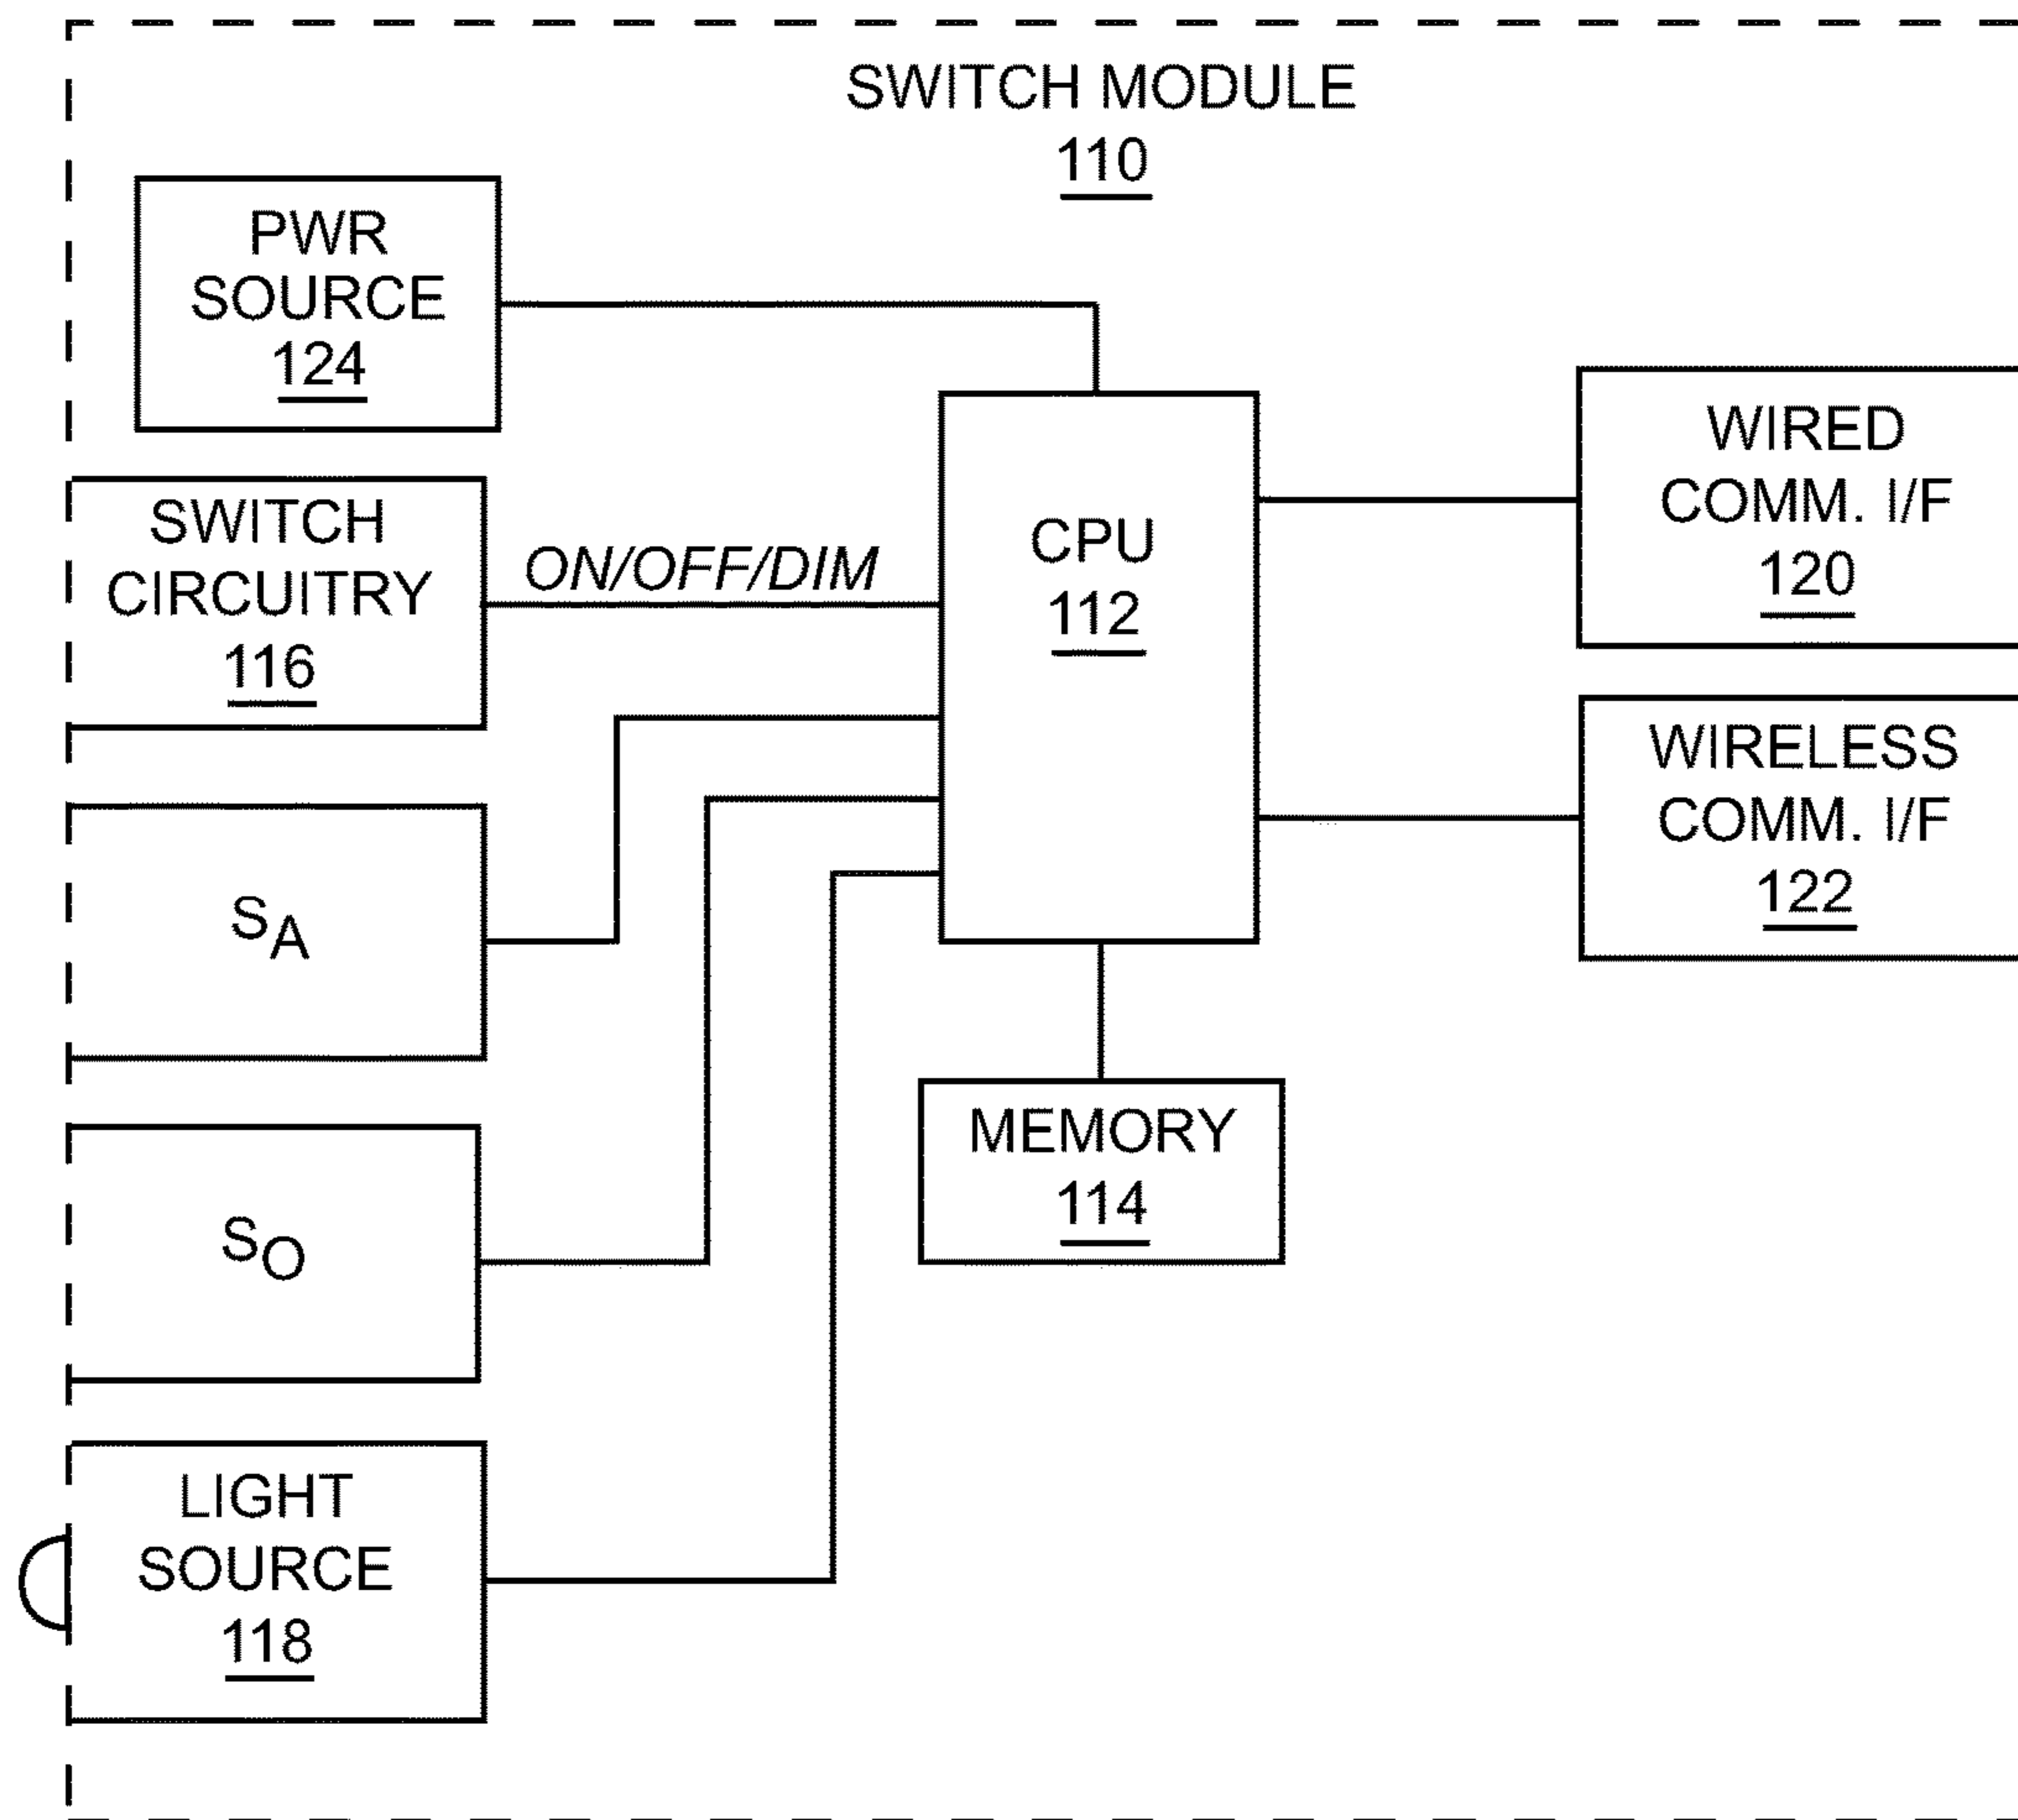 SWITCH MODULE
110
PWR
SOURCE
124
SWITCH
CIRCUITRY
116
ON/OFF/DIM
CPU
112
WIRED
COMM. I/F
120
WIRELESS
COMM. I/F
122
SA
SO
MEMORY
114
LIGHT
SOURCE
118